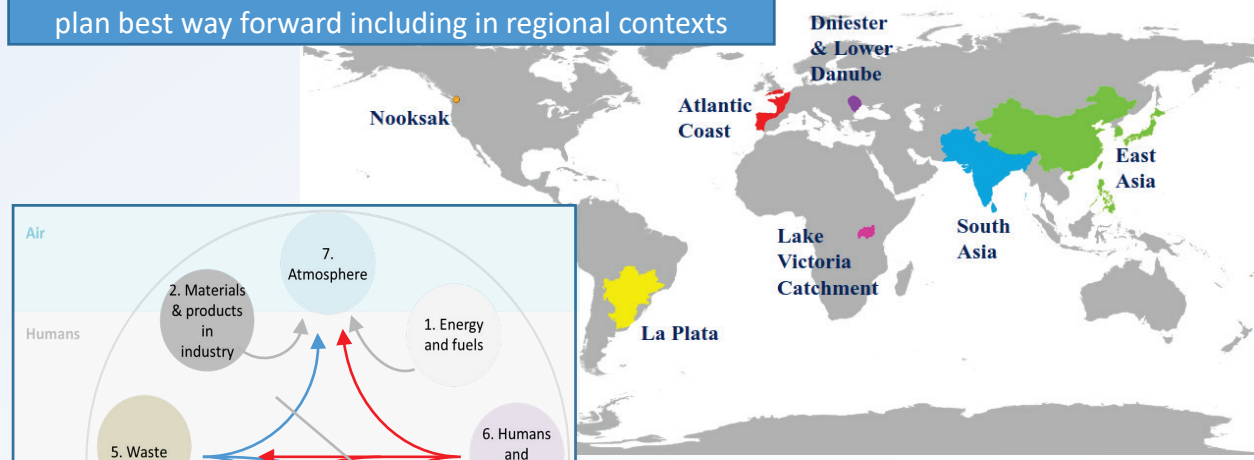 plan best way forward including in regional contexts
Dniester
& Lower
Danube
Nooksak
Atlantic
Coast
East
Asia
South
Asia
Lake
Victoria
Catchment
La Plata
Air
7.
Atmosphere
2. Materials
& products
in
industry
1. Energy
and fuels
Humans
5. Waste
6. Humans
and